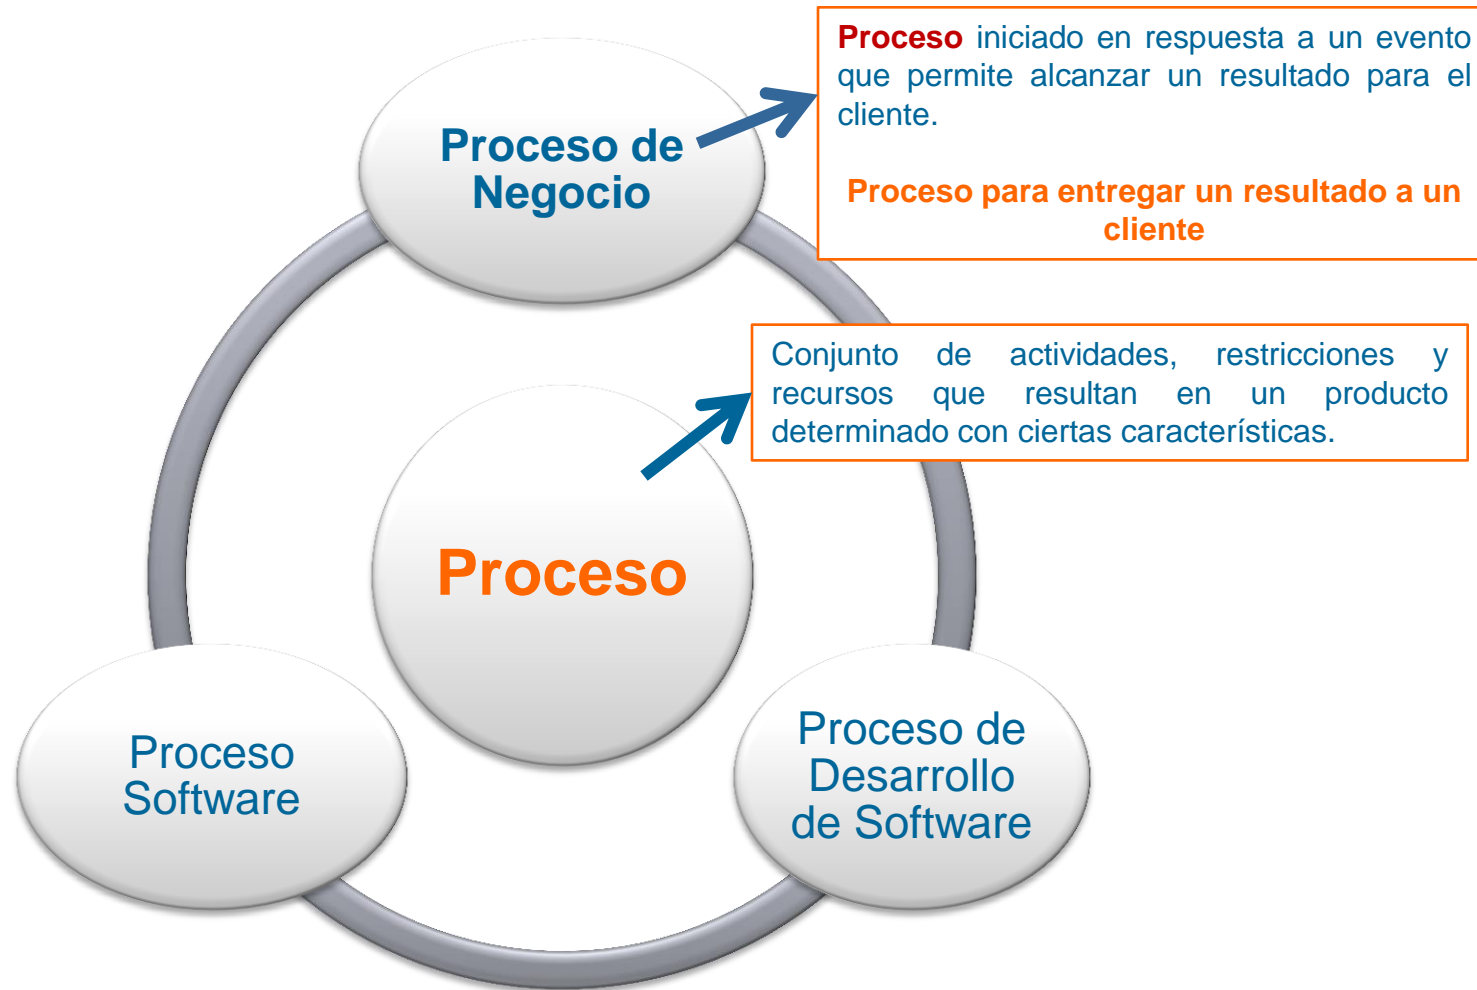 Proceso de
Negocio
Proceso iniciado en respuesta a un evento
que permite alcanzar un resultado para el
cliente.
Proceso para entregar un resultado a un
cliente
Conjunto de actividades, restricciones y
recursos que resultan en un producto
determinado con ciertas características.
Proceso
Proceso
Software
Proceso de
Desarrollo
de Software